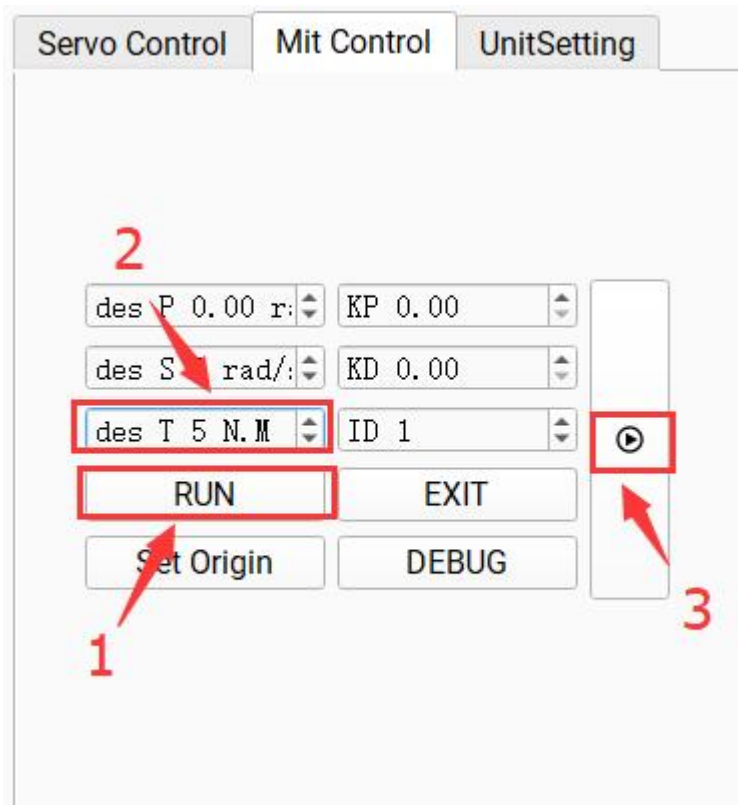 Servo Control Mit Control UnitSetting
2
des P 0.00 r KP 0.00
des S rad/ KD 0.00
des T 5 N.M ID 1
RUN EXIT
Set Origin DEBUG
3
1